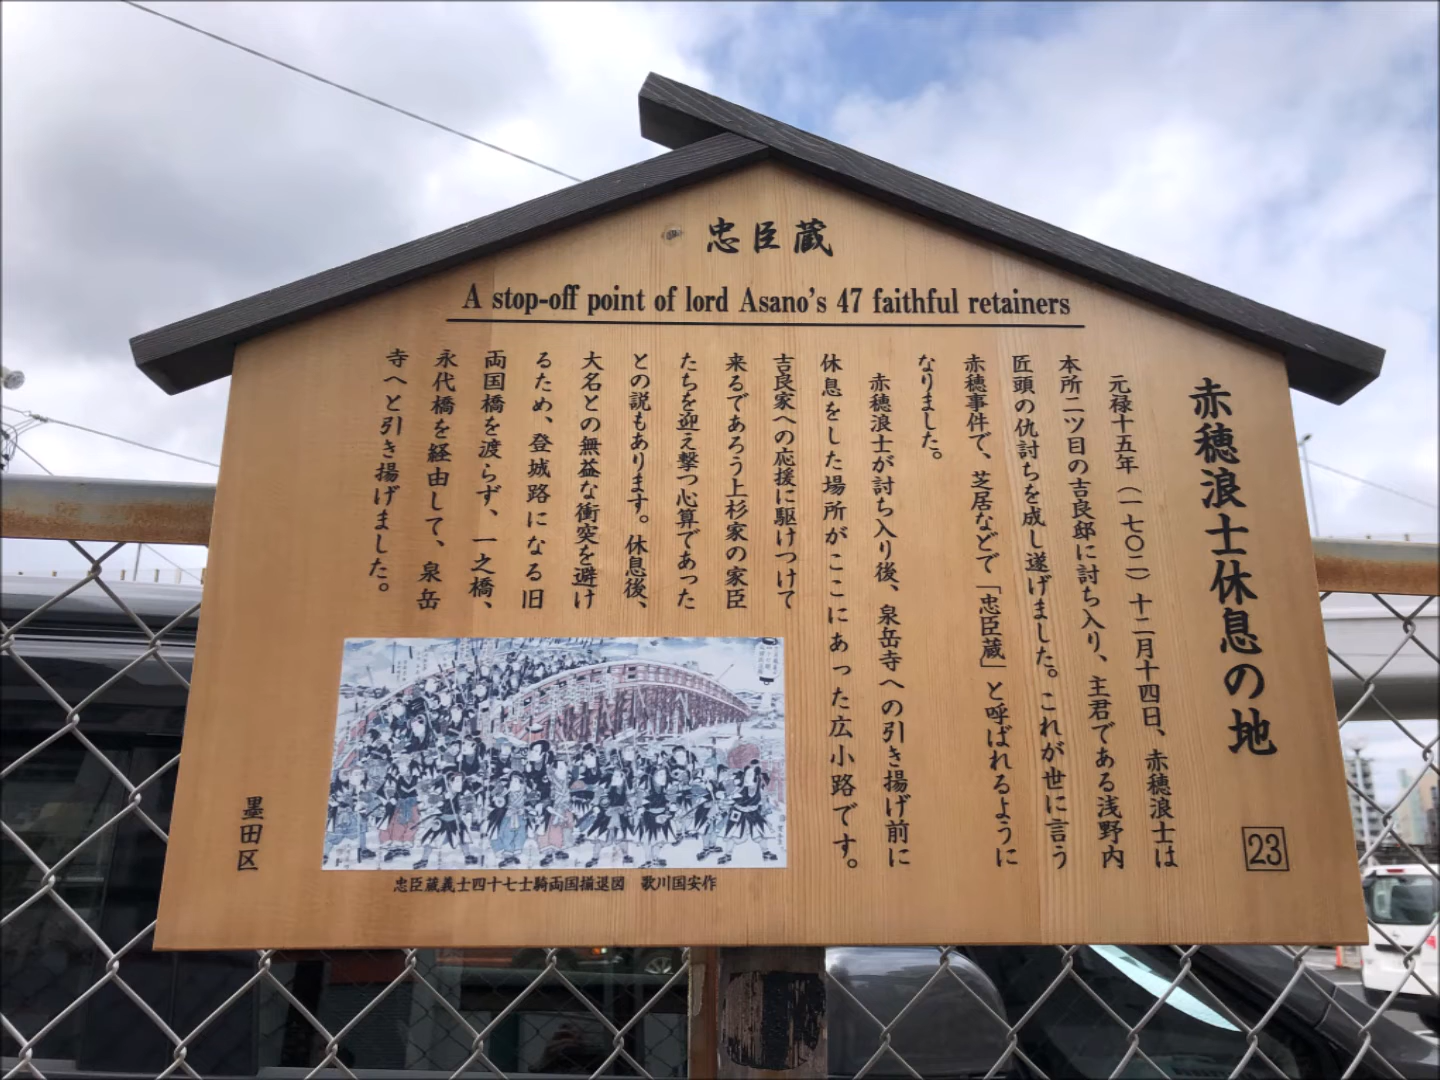 忠臣蔵
A stop-off point of lord Asano's 47 faithful retainers
赤穂浪士休息の地
23
元禄十五年（一七〇二）十二月十四日、赤穂浪士は
本所二ツ目の吉良邸に討ち入り、主君である浅野内
匠頭の仇討ちを成し遂げました。これが世に言う
赤穂事件で、芝居などで「忠臣蔵」と呼ばれるように
なりました。
赤穂浪士が討ち入り後、泉岳寺への引き揚げ前に
休息をした場所がここにあった広小路です。
吉良家への応援に駆けつけて
来るであろう上杉家の家臣
たちを迎え撃つ心算であった
との説もあります。休息後、
大名との無益な衝突を避け
るため、登城路になる旧
両国橋を渡らず、一之橋、
永代橋を経由して、泉岳
寺へと引き揚げました。
忠臣蔵義士四十七士騎両国揃退図　歌川国安作
墨田区